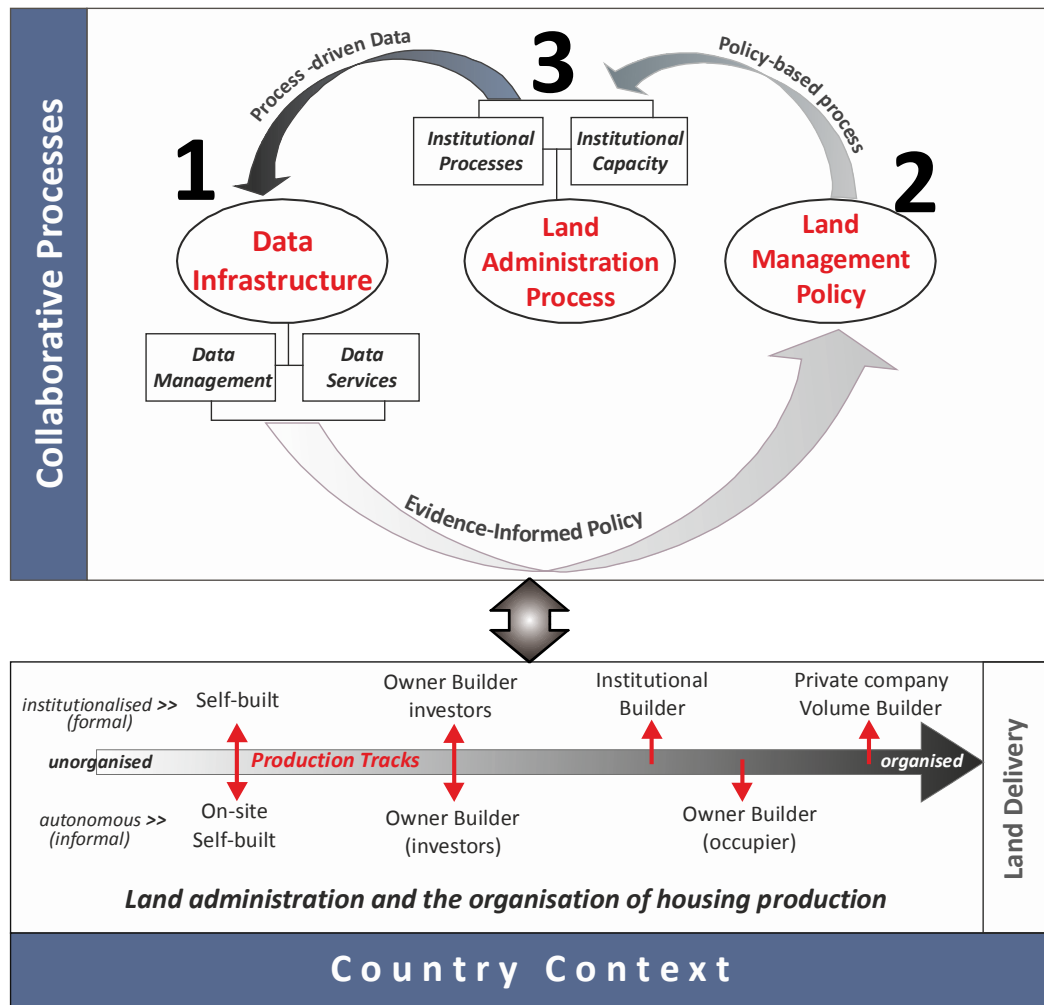 Collaborative Processes
Process -driven Data
3
Policy-based process
Institutional
Processes
Institutional
Capacity
1
2
Data
Infrastructure
Land
Administration
Process
Land
Management
Policy
Data
Management
Data
Services
Evidence-Informed Policy
institutionalised >>
(formal)
Self-built
Owner Builder
investors
Institutional
Builder
Private company
Volume Builder
unorganised
Production Tracks
organised
autonomous >>
(informal)
On-site
Self-built
Owner Builder
(investors)
Owner Builder
(occupier)
Land Delivery
Land administration and the organisation of housing production
Country Context